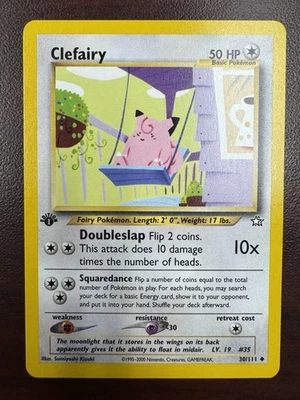 Clefairy
50 HP
Basic Pokémon
Fairy Pokémon. Length: 2' 0", Weight: 17 lbs.
Doubleslap Flip 2 coins.
This attack does 10 damage
times the number of heads.
10x
Squaredance Flip a number of coins equal to the total
number of Pokémon in play. For each heads, you may search
your deck for a basic Energy card, show it to your opponent,
and put it into your hand. Shuffle your deck afterward.
weakness
resistance
retreat cost
-30
The moonlight that it stores in the wings on its back
apparently gives it the ability to float in midair. LV. 19 #35
Illus. Sumiyoshi Kizuki
©1995-2000 Nintendo, Creatures, GAMEFREAK.
30/111